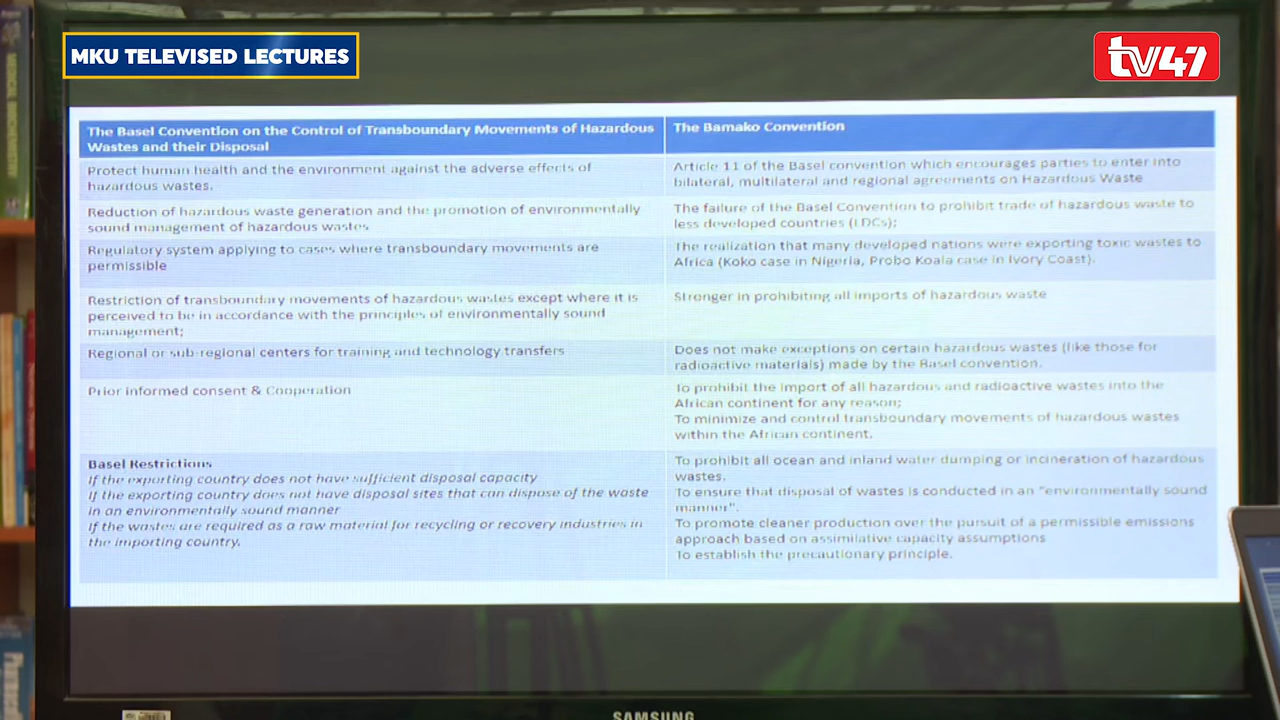 MKU TELEVISED LECTURES
tv47
The Basel Convention on the Control of Transboundary Movements of Hazardous
Wastes and their Disposal
The Bamako Convention
Protect human health and the environment against the adverse effects of
hazardous wastes.
Article 11 of the Basel convention which encourages parties to enter into
bilateral, multilateral and regional agreements on Hazardous Waste
Reduction of hazardous waste generation and the promotion of environmentally
sound management of hazardous wastes
The failure of the Basel Convention to prohibit trade of hazardous waste to
less developed countries (LDCs);
Regulatory system applying to cases where transboundary movements are
permissible
The realization that many developed nations were exporting toxic wastes to
Africa (Koko case in Nigeria, Probo Koala case in Ivory Coast).
Restriction of transboundary movements of hazardous wastes except where it is
perceived to be in accordance with the principles of environmentally sound
management;
Stronger in prohibiting all imports of hazardous waste
Regional or sub-regional centers for training and technology transfers
Does not make exceptions on certain hazardous wastes (like those for
radioactive materials) made by the Basel convention.
Prior informed consent & Cooperation
To prohibit the import of all hazardous and radioactive wastes into the
African continent for any reason;
To minimize and control transboundary movements of hazardous wastes
within the African continent.
Basel Restrictions
If the exporting country does not have sufficient disposal capacity
If the exporting country does not have disposal sites that can dispose of the waste
in an environmentally sound manner
If the wastes are required as a raw material for recycling or recovery industries in
the importing country.
To prohibit all ocean and inland water dumping or incineration of hazardous
wastes.
To ensure that disposal of wastes is conducted in an "environmentally sound
manner".
To promote cleaner production over the pursuit of a permissible emissions
approach based on assimilative capacity assumptions
To establish the precautionary principle.
SAMSUNG